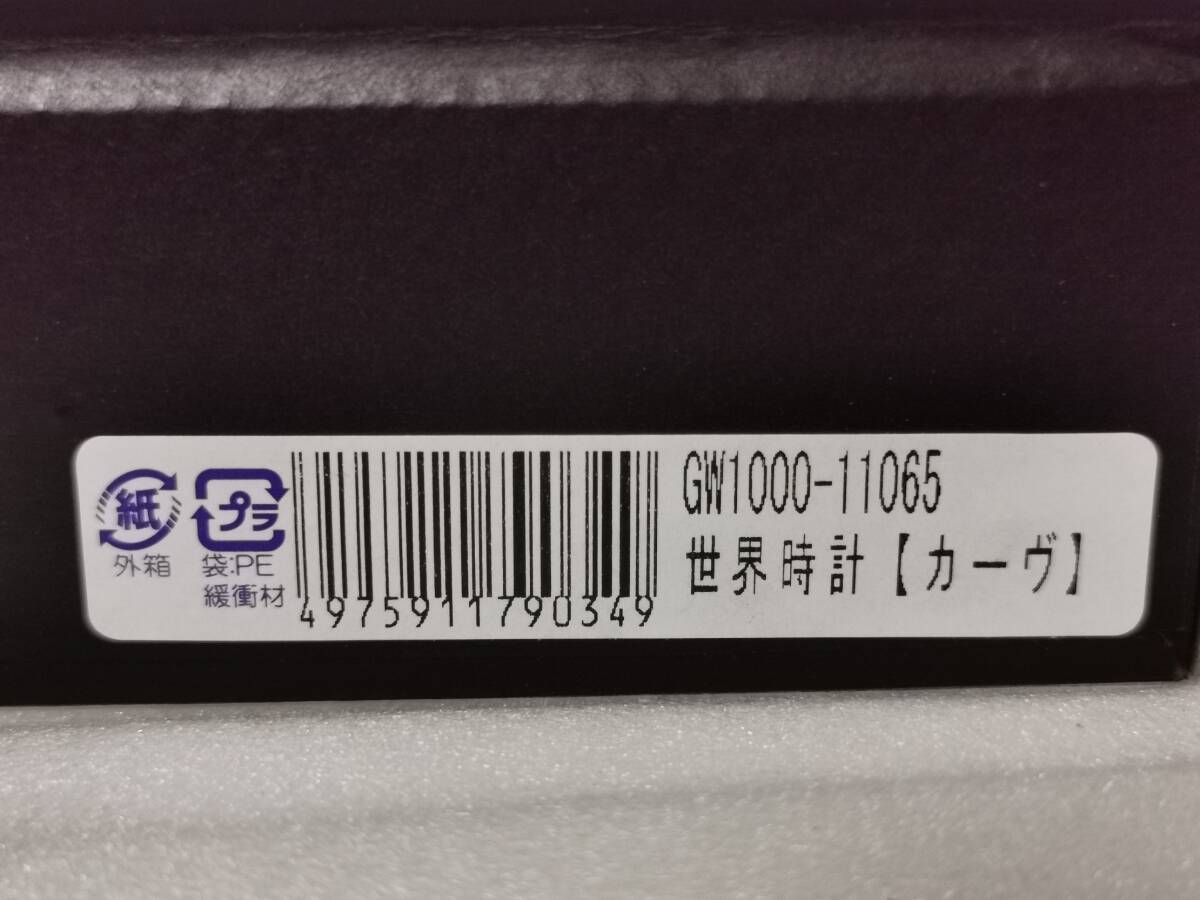 紙
外箱
プラ
袋:PE
緩衝材
4975911790349
GW1000-11065
世界時計【カーヴ】